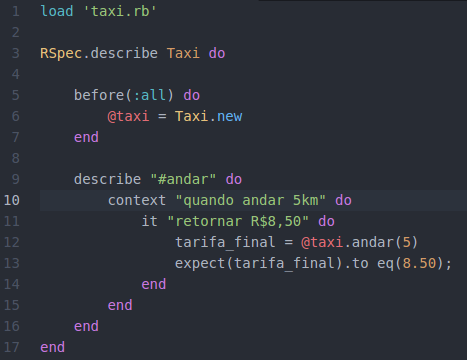 1 load 'taxi.rb'
2
3 RSpec.describe Taxi do
4
5     before(:all) do
6         @taxi = Taxi.new
7     end
8
9     describe "#andar" do
10         context "quando andar 5km" do
11             it "retornar R$8,50" do
12                 tarifa_final = @taxi.andar(5)
13                 expect(tarifa_final).to eq(8.50);
14             end
15         end
16     end
17 end